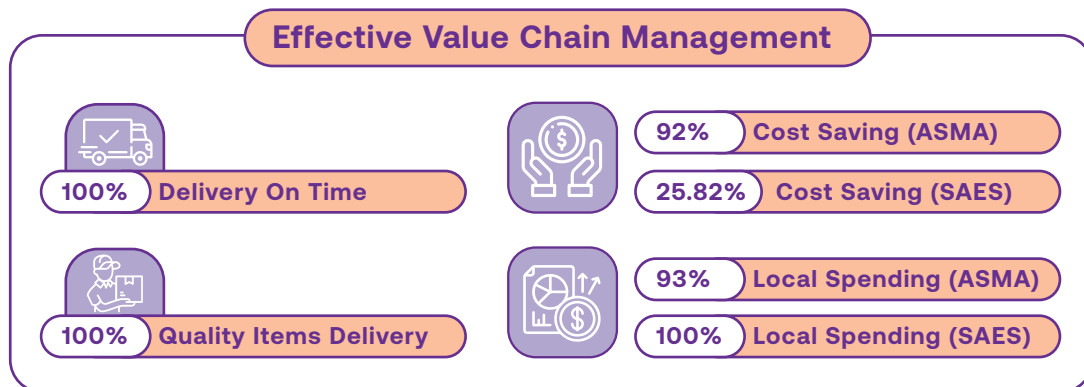 Effective Value Chain Management
100% Delivery On Time
100% Quality Items Delivery
$
92% Cost Saving (ASMA)
25.82% Cost Saving (SAES)
$
93% Local Spending (ASMA)
100% Local Spending (SAES)